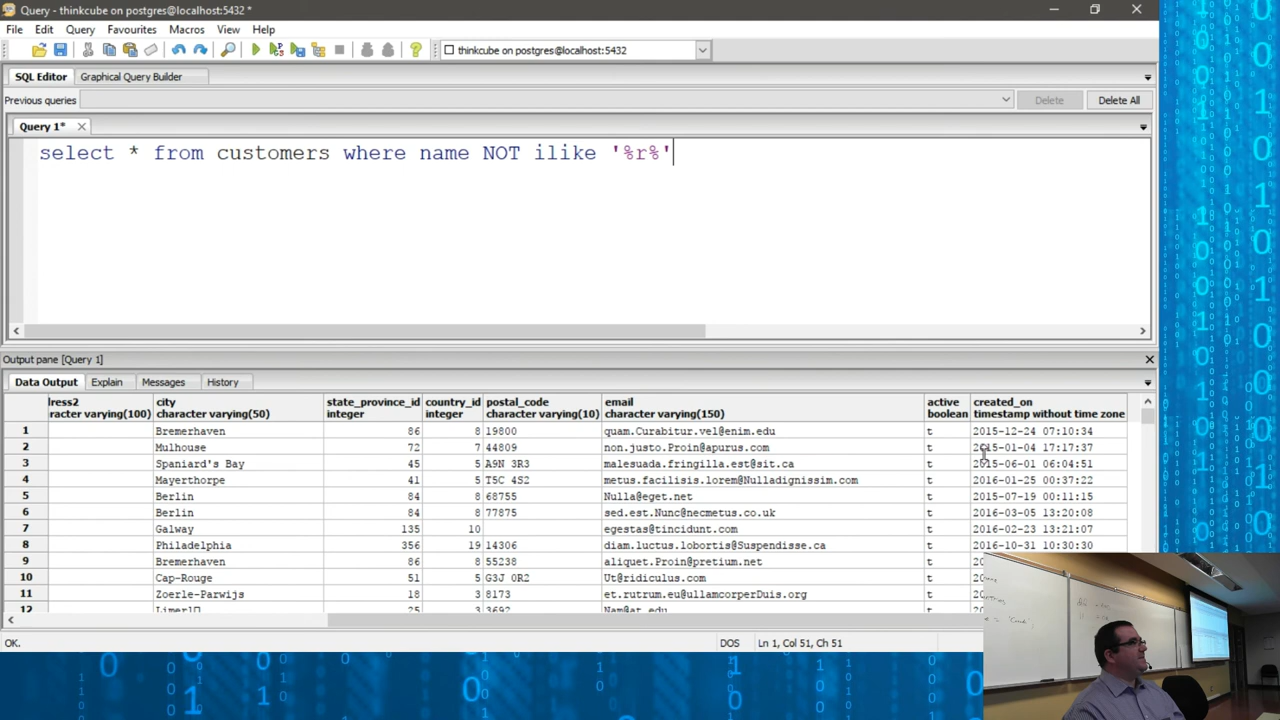 Query - thinkcube on postgres@localhost:5432 *
File Edit Query Favourites Macros View Help
thinkcube on postgres@localhost:5432
SQL Editor Graphical Query Builder
Previous queries Delete Delete All
Query 1*
select * from customers where name NOT ilike '%r%'
Output pane [Query 1]
Data Output Explain Messages History
lress2 city state_province_id country_id postal_code email active created_on
racter varying(100) character varying(50) integer integer character varying(10) character varying(150) boolean timestamp without time zone
1 Bremerhaven 86 8 19800 quam.Curabitur.vel@enim.edu t 2015-12-24 07:10:34
2 Mulhouse 72 7 44809 non.justo.Proin@apurus.com t 2015-01-04 17:17:37
3 Spaniard's Bay 45 5 A9N 3R3 malesuada.fringilla.est@sit.ca t 2015-06-01 06:04:51
4 Mayerthorpe 41 5 T5C 4S2 metus.facilisis.lorem@Nulladignissim.com t 2016-01-25 00:37:22
5 Berlin 84 8 68755 Nulla@eget.net t 2015-07-19 00:11:15
6 Berlin 84 8 77875 sed.est.Nunc@necmetus.co.uk t 2016-03-05 13:20:08
7 Galway 135 10 egestas@tincidunt.com t 2016-02-23 13:21:07
8 Philadelphia 356 19 14306 diam.luctus.lobortis@Suspendisse.ca t 2016-10-31 10:30:30
9 Bremerhaven 86 8 55238 aliquet.Proin@pretium.net t
10 Cap-Rouge 51 5 G3J 0R2 Ut@ridiculus.com t
11 Zoerle-Parwijs 18 3 8173 et.rutrum.eu@ullamcorperDuis.org t
12 25 3 3692 Nam@at.edu t
OK. DOS Ln 1, Col 51, Ch 51